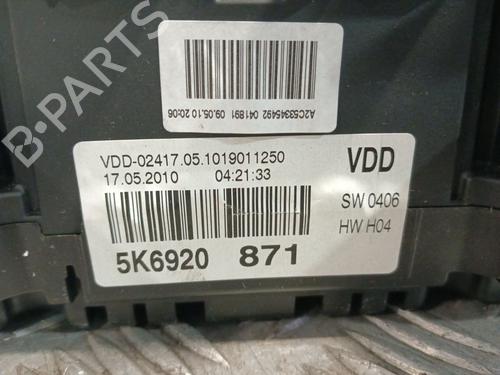 B-PARTS
A2C53345492 041891
09.05.10 20:06
VDD-02417.05.1019011250
17.05.2010 04:21:33
VDD
SW 0406
HW H04
5K6920 871